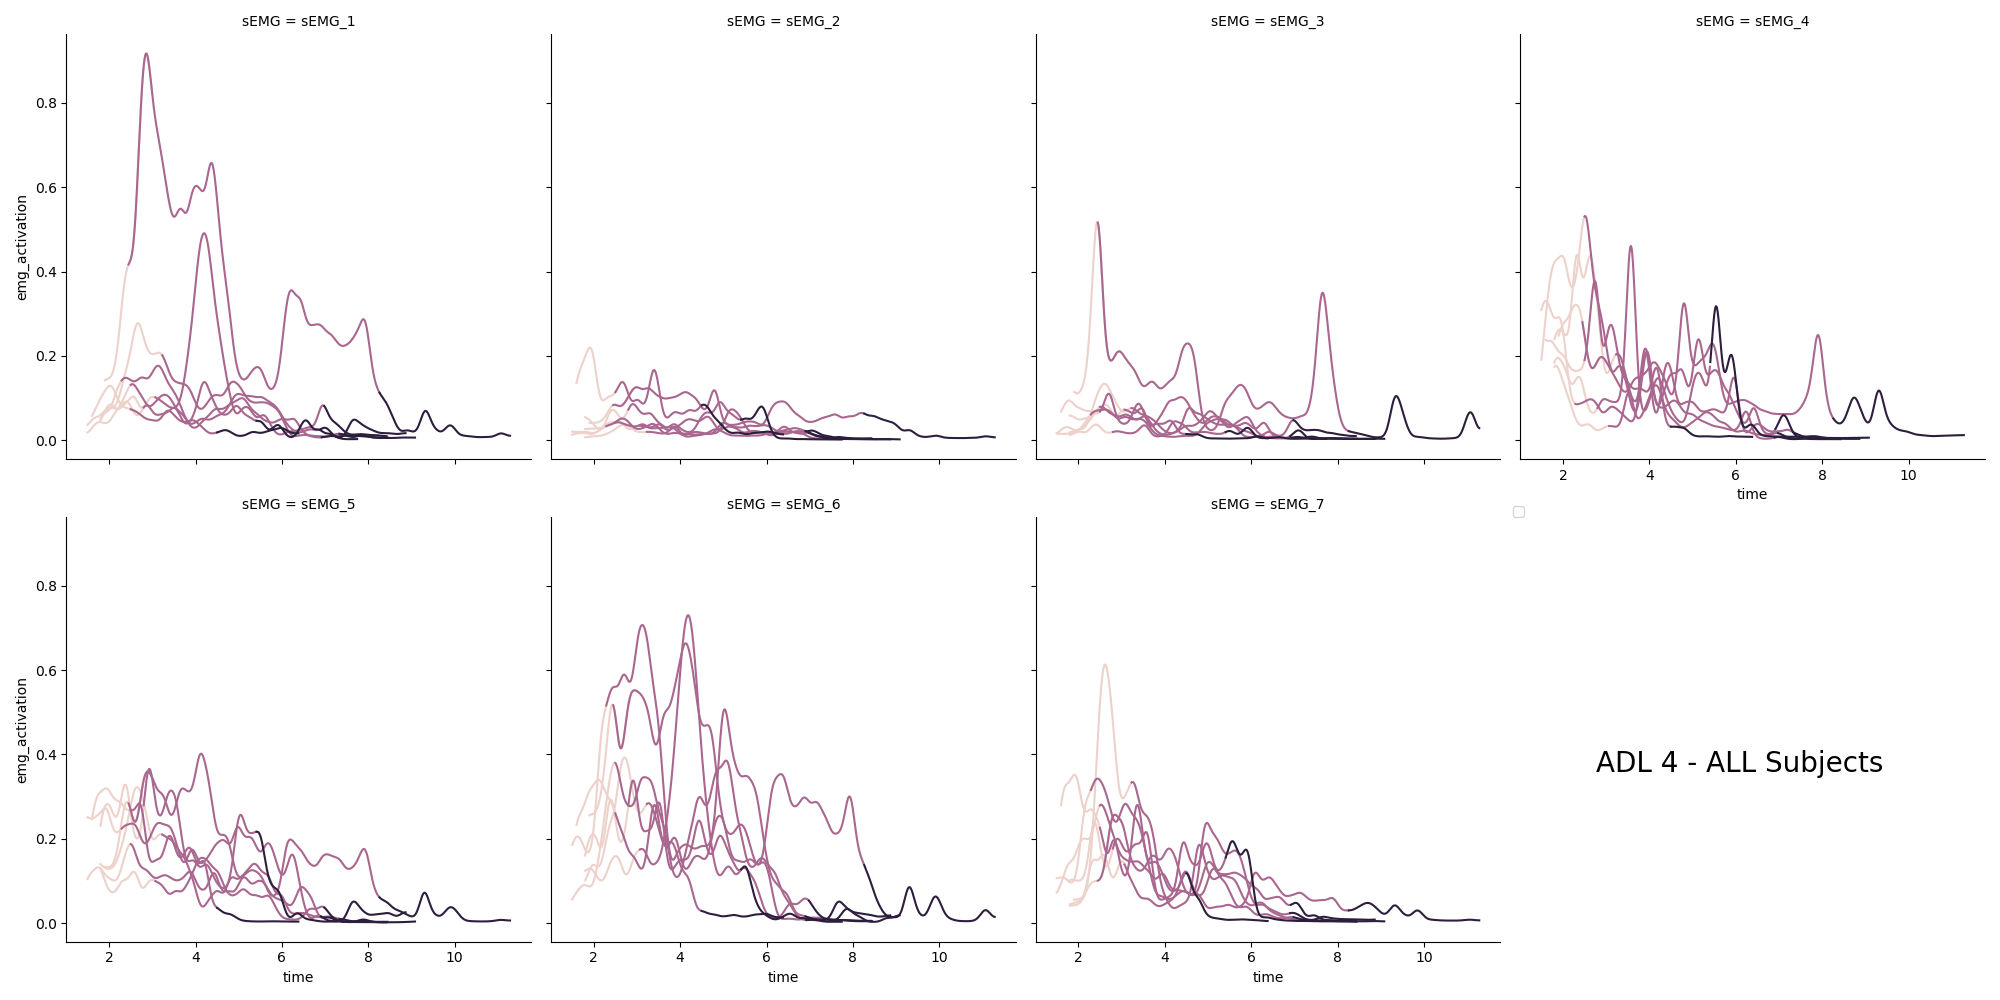 sEMG = sEMG_1
sEMG = sEMG_2
sEMG = sEMG_3
sEMG = sEMG_4
emg_activation
0.8
0.6
0.4
0.2
0.0
2 4 6 8 10
time
sEMG = sEMG_5
sEMG = sEMG_6
sEMG = sEMG_7
emg_activation
0.8
0.6
0.4
0.2
0.0
2 4 6 8 10
time
2 4 6 8 10
time
2 4 6 8 10
time
ADL 4 - ALL Subjects